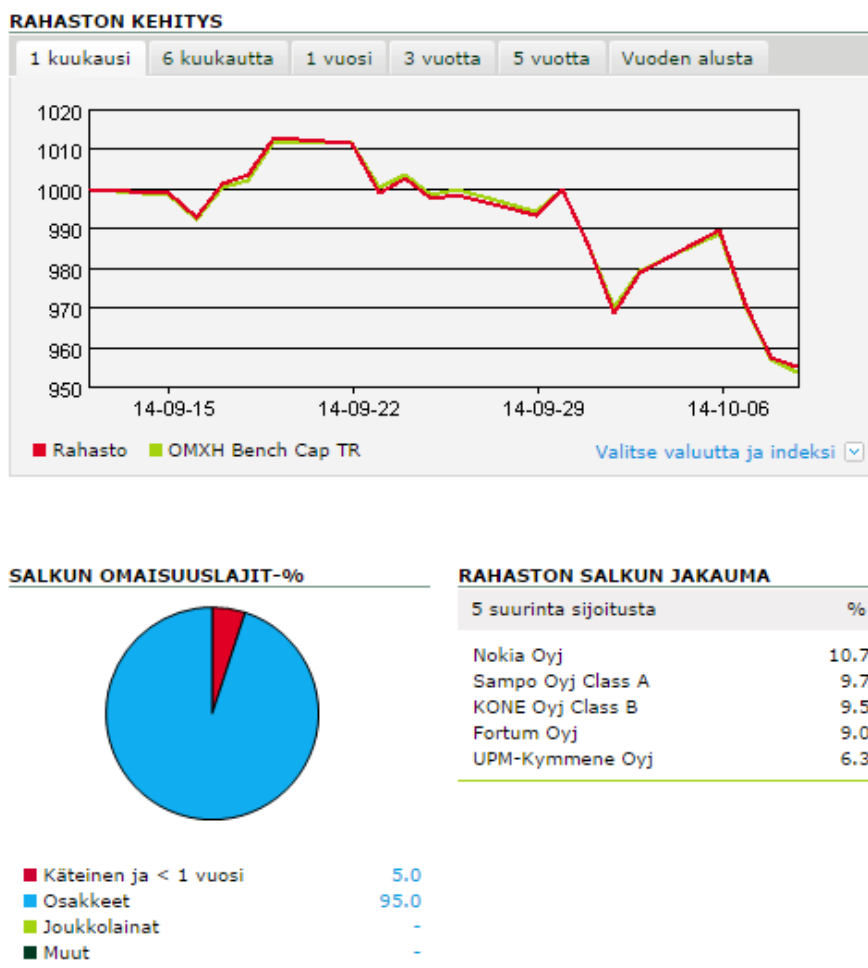 RAHASTON KEHITYS
1 kuukausi 6 kuukautta 1 vuosi 3 vuotta 5 vuotta Vuoden alusta
1020
1010
1000
990
980
970
960
950
14-09-15 14-09-22 14-09-29 14-10-06
Rahasto OMXH Bench Cap TR Valitse valuutta ja indeksi
SALKUN OMAISUUSLAJIT-%
Käteinen ja < 1 vuosi 5.0
Osakkeet 95.0
Joukkolainat -
Muut -
RAHASTON SALKUN JAKAUMA
5 suurinta sijoitusta %
Nokia Oyj 10.7
Sampo Oyj Class A 9.7
KONE Oyj Class B 9.5
Fortum Oyj 9.0
UPM-Kymmene Oyj 6.3